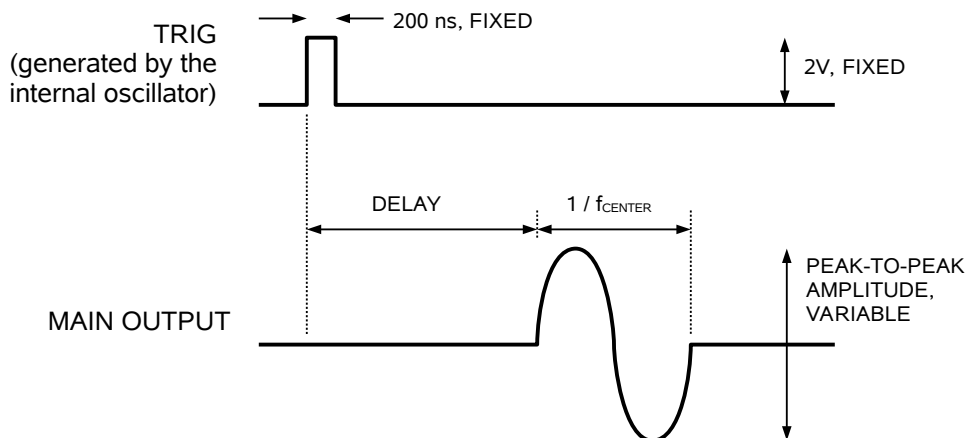 TRIG
(generated by the
internal oscillator)
200 ns, FIXED
2V, FIXED
DELAY
1 / fCENTER
MAIN OUTPUT
PEAK-TO-PEAK
AMPLITUDE,
VARIABLE